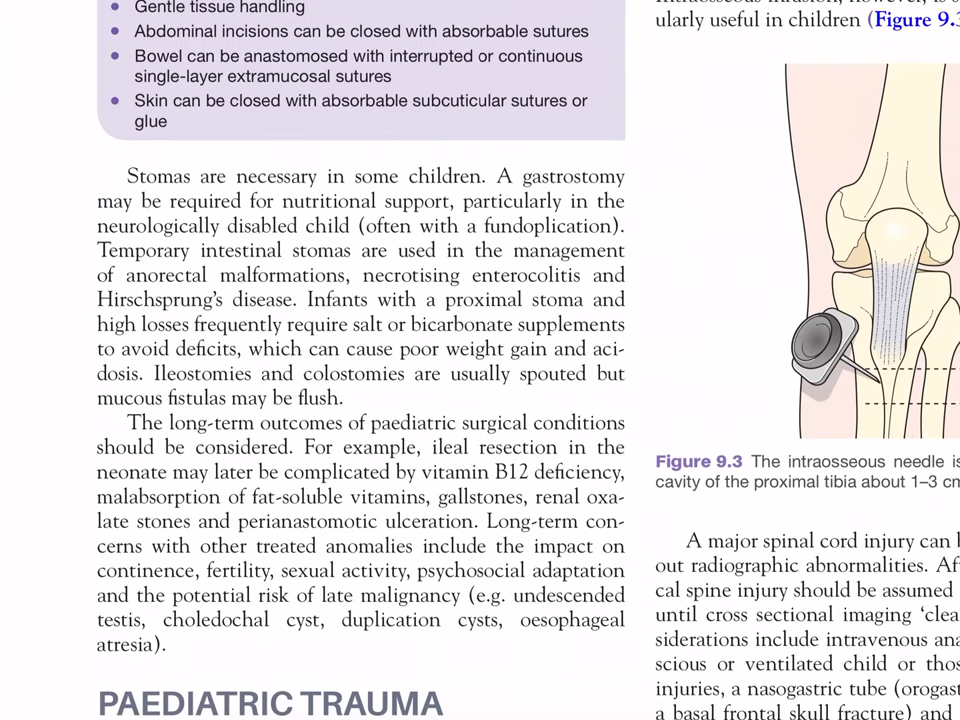 Gentle tissue handling
Abdominal incisions can be closed with absorbable sutures
Bowel can be anastomosed with interrupted or continuous
single-layer extramucosal sutures
Skin can be closed with absorbable subcuticular sutures or
glue
Stomas are necessary in some children. A gastrostomy
may be required for nutritional support, particularly in the
neurologically disabled child (often with a fundoplication).
Temporary intestinal stomas are used in the management
of anorectal malformations, necrotising enterocolitis and
Hirschsprung's disease. Infants with a proximal stoma and
high losses frequently require salt or bicarbonate supplements
to avoid deficits, which can cause poor weight gain and aci-
dosis. Ileostomies and colostomies are usually spouted but
mucous fistulas may be flush.
The long-term outcomes of paediatric surgical conditions
should be considered. For example, ileal resection in the
neonate may later be complicated by vitamin B12 deficiency,
malabsorption of fat-soluble vitamins, gallstones, renal oxa-
late stones and perianastomotic ulceration. Long-term con-
cerns with other treated anomalies include the impact on
continence, fertility, sexual activity, psychosocial adaptation
and the potential risk of late malignancy (e.g. undescended
testis, choledochal cyst, duplication cysts, oesophageal
atresia).
PAEDIATRIC TRAUMA
ularly useful in children (Figure 9.3
Figure 9.3 The intraosseous needle is
cavity of the proximal tibia about 1–3 cm
A major spinal cord injury can
out radiographic abnormalities.
cal spine injury should be assumed
until cross sectional imaging
siderations include intravenous
scious or ventilated child or
injuries, a nasogastric tube
a basal frontal skull fracture) and